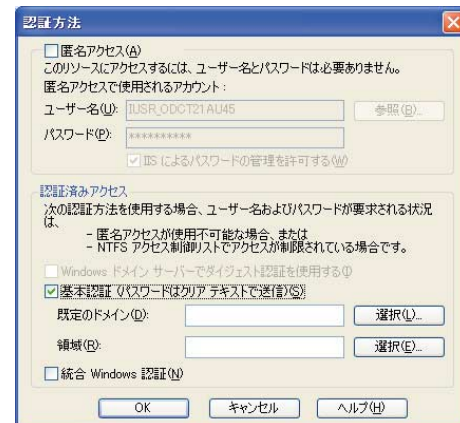 認証方法
匿名アクセス(A)
このリソースにアクセスするには、ユーザー名とパスワードは必要ありません。
匿名アクセスで使用されるアカウント:
ユーザー名(U): IUSR_ODCT21AU45 参照(B)...
パスワード(P): **********
IIS によるパスワードの管理を許可する(W)
認証済みアクセス
次の認証方法を使用する場合、ユーザー名およびパスワードが要求される状況
は、
- 匿名アクセスが使用不可能な場合、または
- NTFS アクセス制御リストでアクセスが制限されている場合です。
Windows ドメイン サーバーでダイジェスト認証を使用する(I)
基本認証 (パスワードはクリア テキストで送信)(S)
既定のドメイン(D): 選択(L)...
領域(R): 選択(E)...
統合 Windows 認証(N)
OK キャンセル ヘルプ(H)